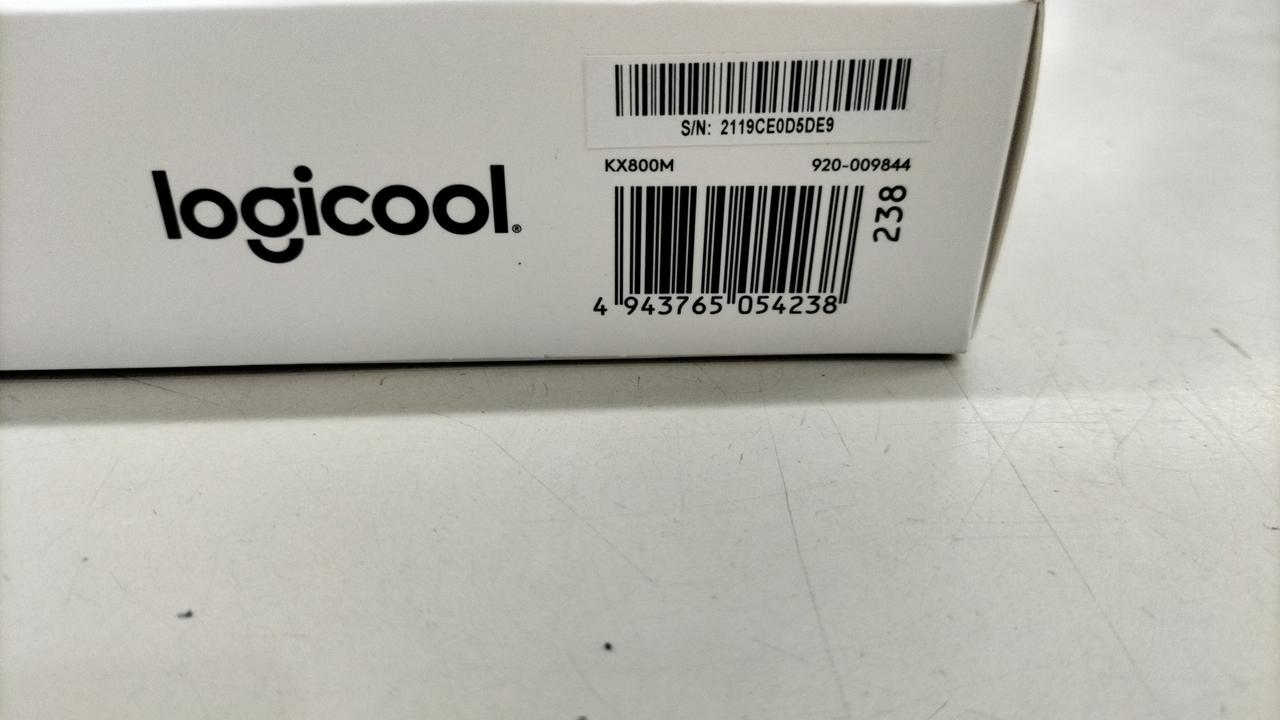 logicool®
S/N: 2119CE0D5DE9
KX800M 920-009844
238
4 943765 054238